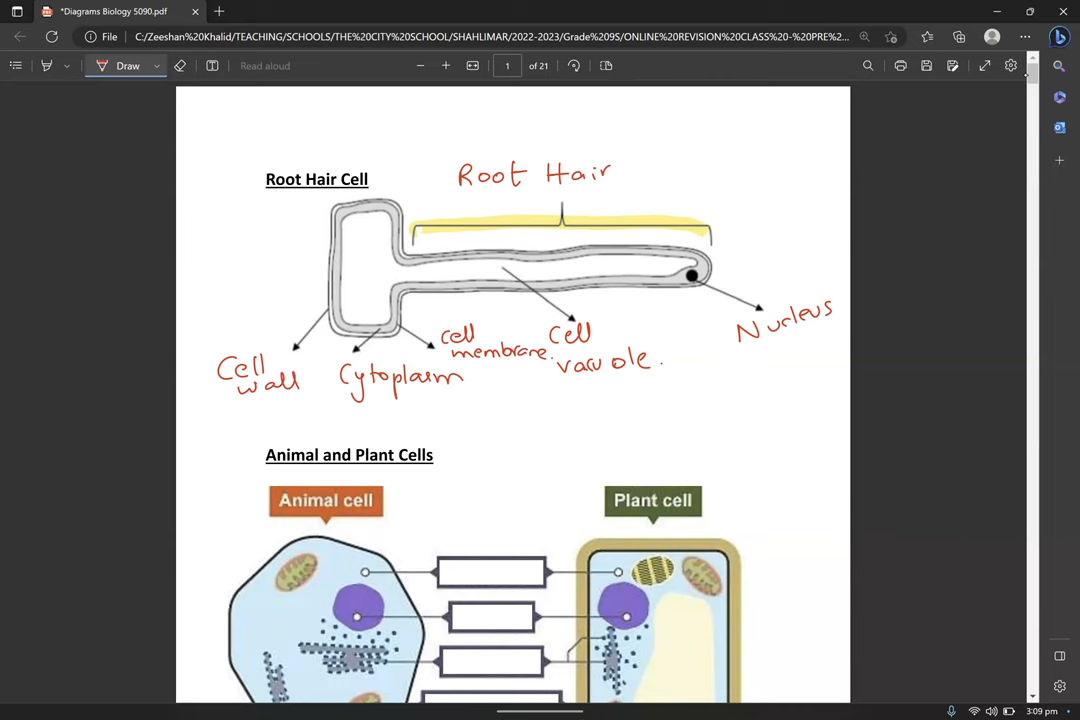 *Diagrams Biology 5090.pdf
File
C:/Zeeshan%20Khalid/TEACHING/SCHOOLS/THE%20CITY%20SCHOOL/SHAHLIMAR/2022-2023/Grade%209S/ONLINE%20REVISION%20CLASS%20-%20PRE%...
Draw
Read aloud
1 of 21
Root Hair Cell
Root Hair
Nucleus
Cell wall
Cytoplasm
Cell membrane.
Cell vacuole.
Animal and Plant Cells
Animal cell
Plant cell
3:09 pm